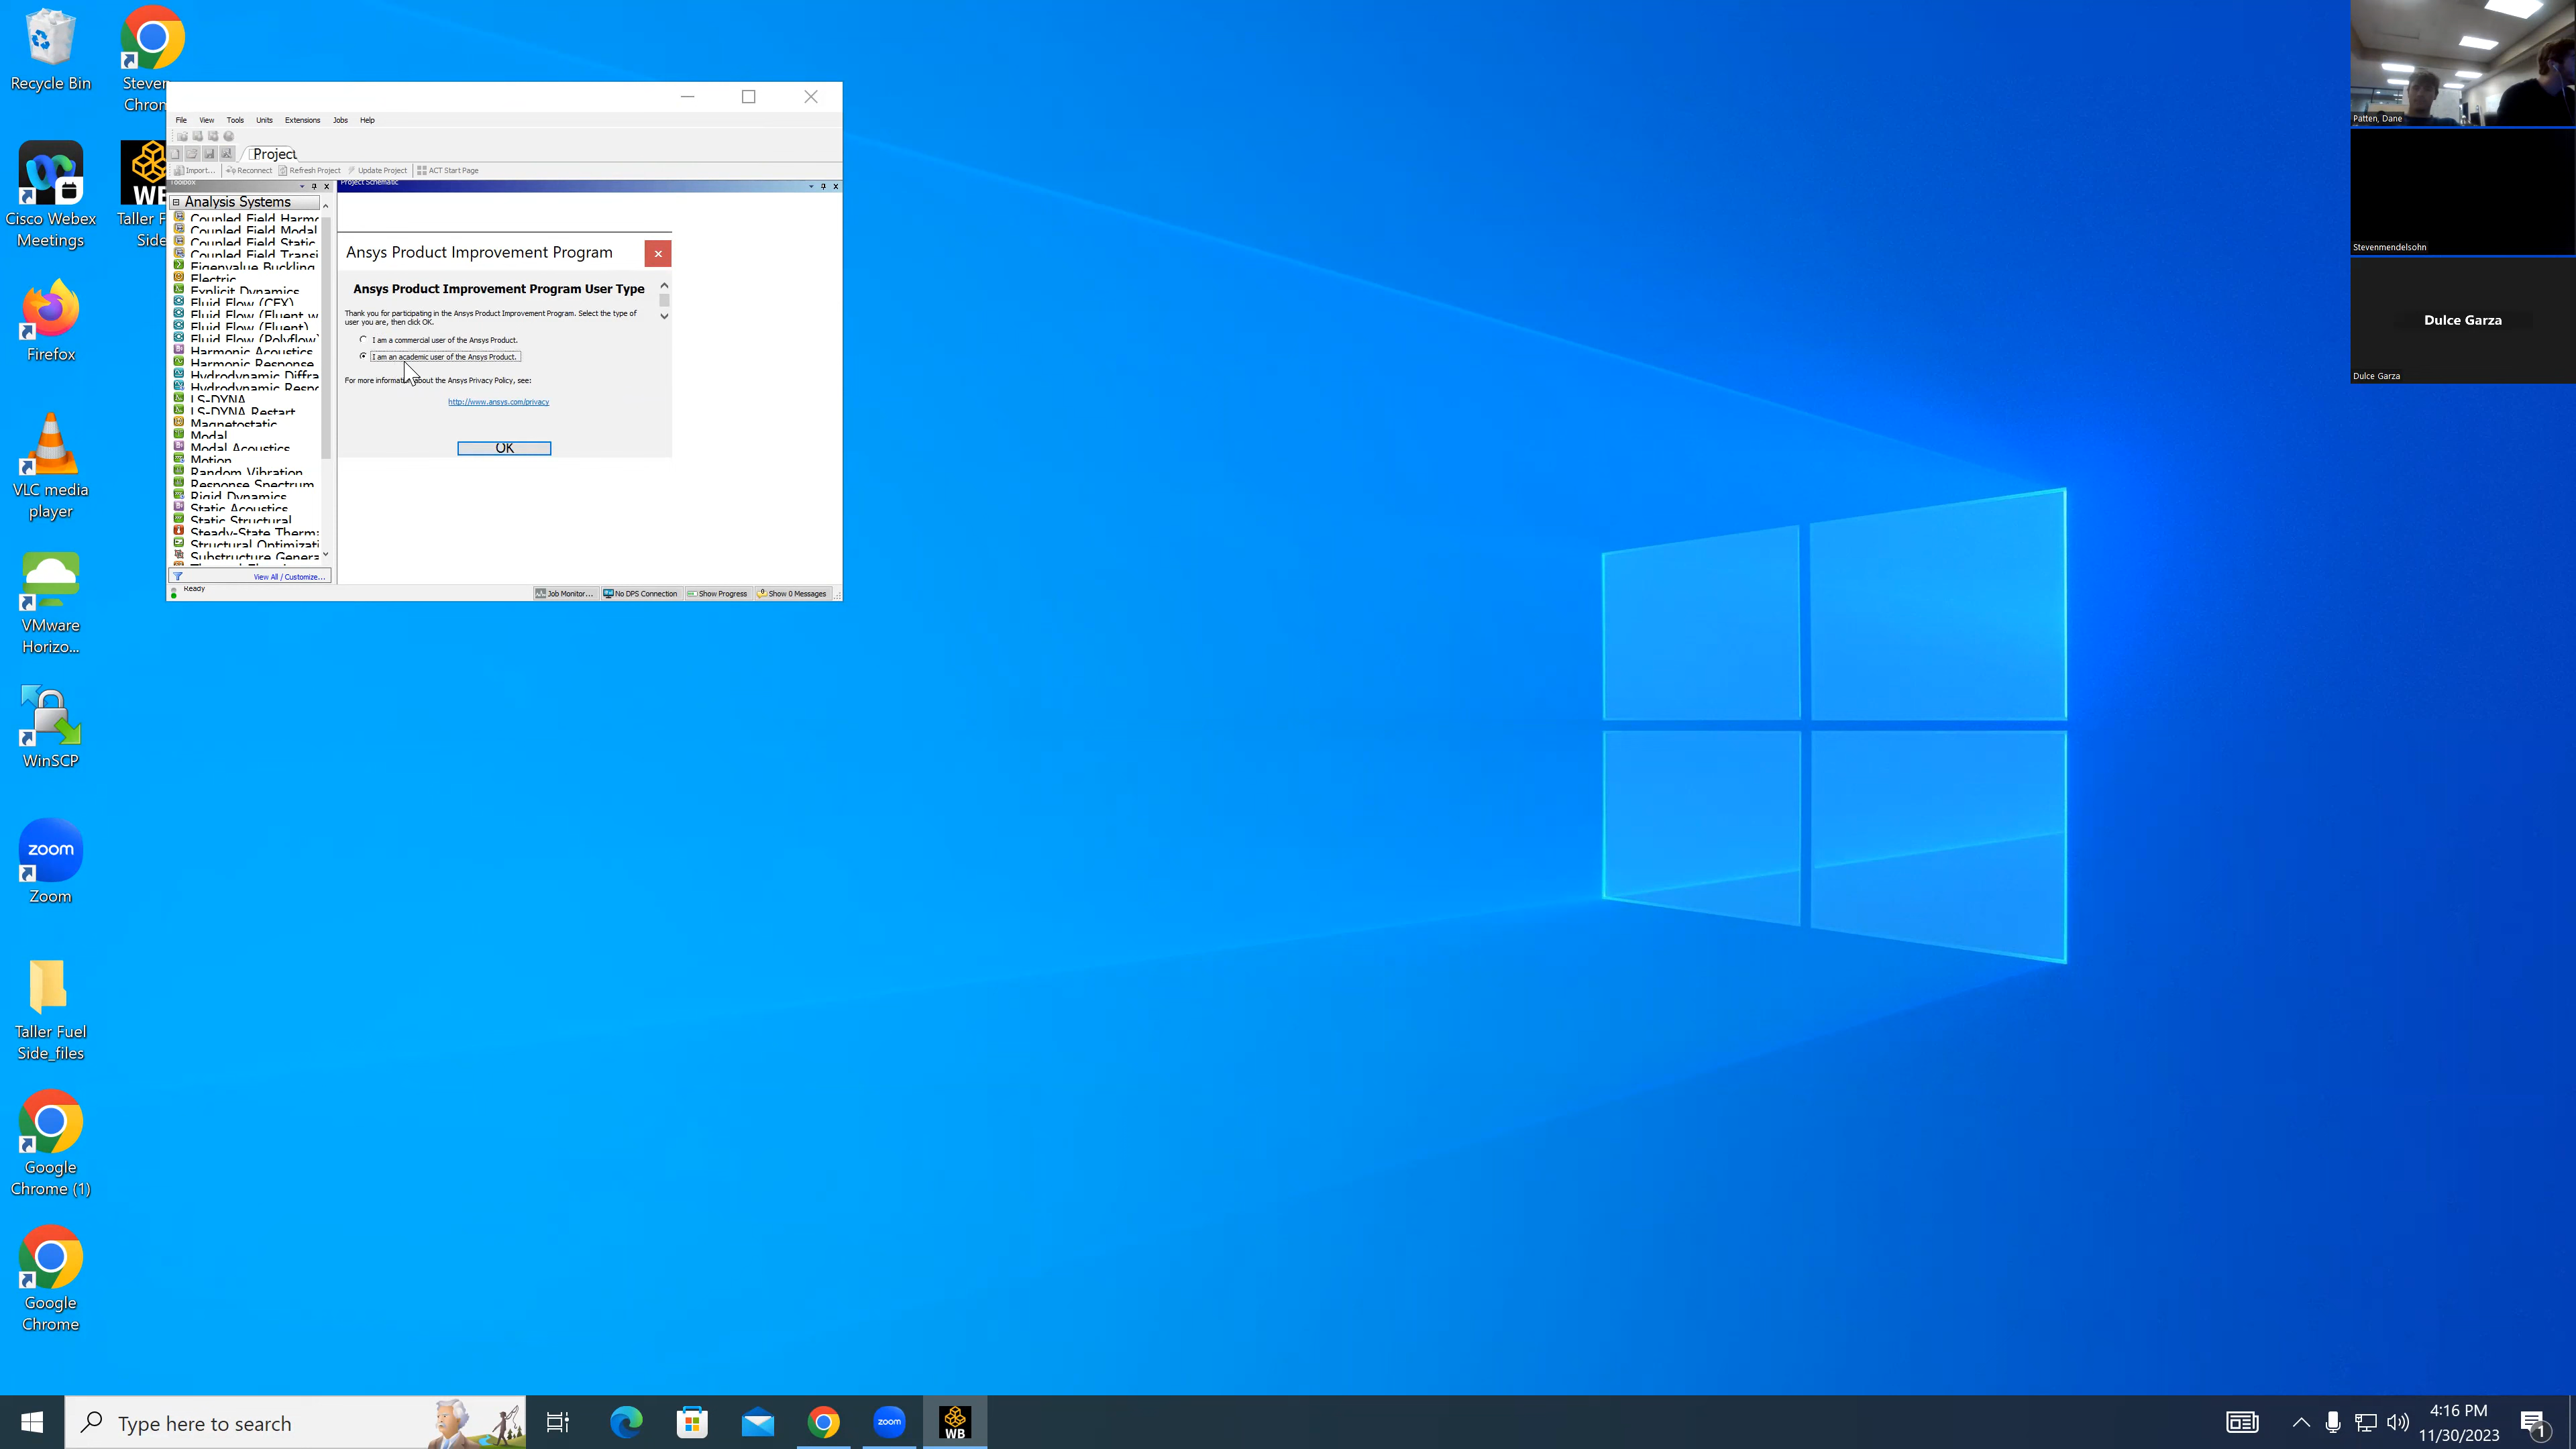 Recycle Bin
Steven
Chrom
Cisco Webex
Meetings
WB
Taller F
Side
Firefox
VLC media
player
VMware
Horizo...
WinSCP
zoom
Zoom
Taller Fuel
Side_files
Google
Chrome (1)
Google
Chrome
File View Tools Units Extensions Jobs Help
Project
Import... Reconnect Refresh Project Update Project ACT Start Page
Toolbox
Project Schematic
Analysis Systems
Coupled Field Harmo
Coupled Field Modal
Coupled Field Static
Coupled Field Transi
Eigenvalue Buckling
Electric
Explicit Dynamics
Fluid Flow (CFX)
Fluid Flow (Fluent w
Fluid Flow (Fluent)
Fluid Flow (Polyflow)
Harmonic Acoustics
Harmonic Response
Hydrodynamic Diffra
Hydrodynamic Respo
LS-DYNA
LS-DYNA Restart
Magnetostatic
Modal
Modal Acoustics
Motion
Random Vibration
Response Spectrum
Rigid Dynamics
Static Acoustics
Static Structural
Steady-State Therma
Structural Optimizati
Substructure Genera
View All / Customize...
Ansys Product Improvement Program
Ansys Product Improvement Program User Type
Thank you for participating in the Ansys Product Improvement Program. Select the type of
user you are, then click OK.
I am a commercial user of the Ansys Product.
I am an academic user of the Ansys Product.
For more information about the Ansys Privacy Policy, see:
http://www.ansys.com/privacy
OK
Ready
Job Monitor... No DPS Connection Show Progress Show 0 Messages
Patten, Dane
Stevenmendelsohn
Dulce Garza
Dulce Garza
Type here to search
zoom
WB
4:16 PM
11/30/2023
1